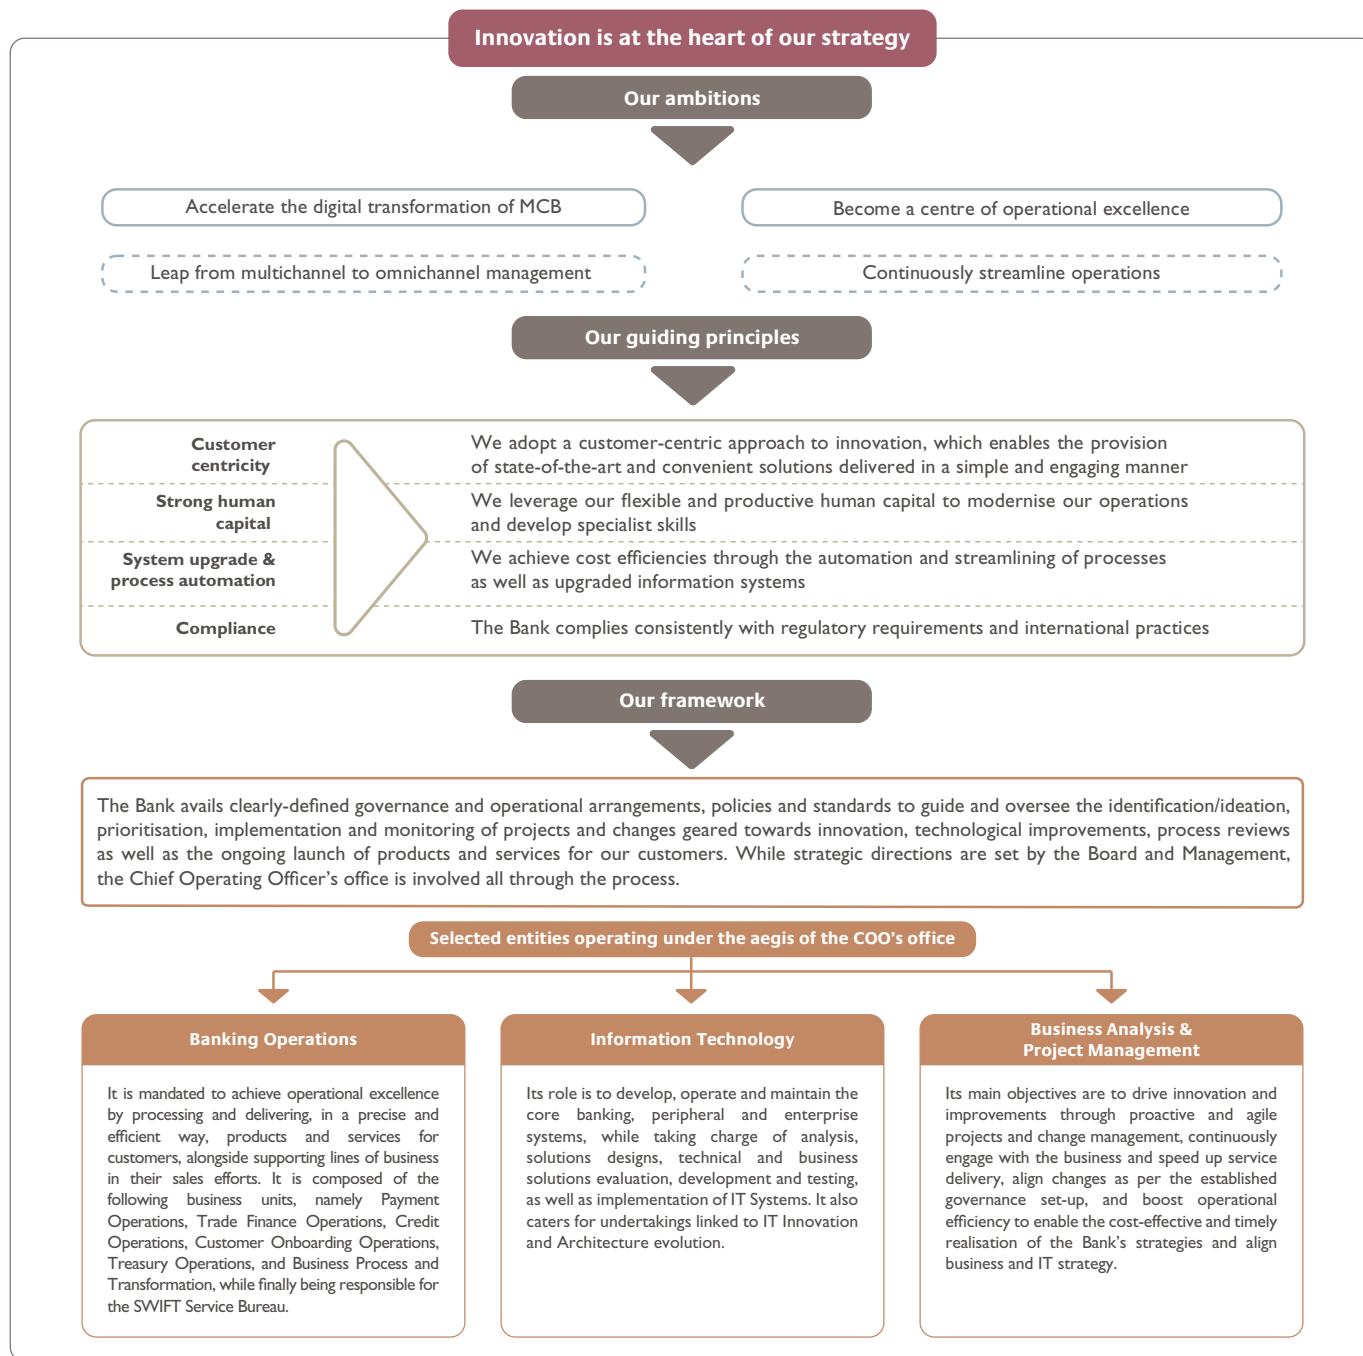 Innovation is at the heart of our strategy
Our ambitions
Accelerate the digital transformation of MCB
Become a centre of operational excellence
Leap from multichannel to omnichannel management
Continuously streamline operations
Our guiding principles
Customer
centricity
We adopt a customer-centric approach to innovation, which enables the provision
of state-of-the-art and convenient solutions delivered in a simple and engaging manner
Strong human
capital
We leverage our flexible and productive human capital to modernise our operations
and develop specialist skills
System upgrade &
process automation
We achieve cost efficiencies through the automation and streamlining of processes
as well as upgraded information systems
Compliance
The Bank complies consistently with regulatory requirements and international practices
Our framework
The Bank avails clearly-defined governance and operational arrangements, policies and standards to guide and oversee the identification/ideation,
prioritisation, implementation and monitoring of projects and changes geared towards innovation, technological improvements, process reviews
as well as the ongoing launch of products and services for our customers. While strategic directions are set by the Board and Management,
the Chief Operating Officer’s office is involved all through the process.
Selected entities operating under the aegis of the COO’s office
Banking Operations
It is mandated to achieve operational excellence
by processing and delivering, in a precise and
efficient way, products and services for
customers, alongside supporting lines of business
in their sales efforts. It is composed of the
following business units, namely Payment
Operations, Trade Finance Operations, Credit
Operations, Customer Onboarding Operations,
Treasury Operations, and Business Process and
Transformation, while finally being responsible for
the SWIFT Service Bureau.
Information Technology
Its role is to develop, operate and maintain the
core banking, peripheral and enterprise
systems, while taking charge of analysis,
solutions designs, technical and business
solutions evaluation, development and testing,
as well as implementation of IT Systems. It also
caters for undertakings linked to IT Innovation
and Architecture evolution.
Business Analysis &
Project Management
Its main objectives are to drive innovation and
improvements through proactive and agile
projects and change management, continuously
engage with the business and speed up service
delivery, align changes as per the established
governance set-up, and boost operational
efficiency to enable the cost-effective and timely
realisation of the Bank’s strategies and align
business and IT strategy.